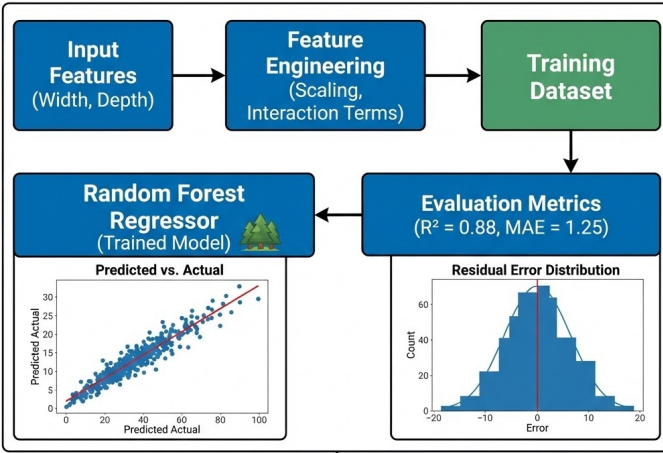 Input
Features
(Width, Depth)
Feature
Engineering
(Scaling,
Interaction Terms)
Training
Dataset
Random Forest
Regressor
(Trained Model)
Evaluation Metrics
(R² = 0.88, MAE = 1.25)
Predicted vs. Actual
Predicted Actual
30
25
20
15
10
5
0
0 20 40 60 80 100
Predicted Actual
Residual Error Distribution
Count
60
40
20
0
−20 −10 0 10 20
Error